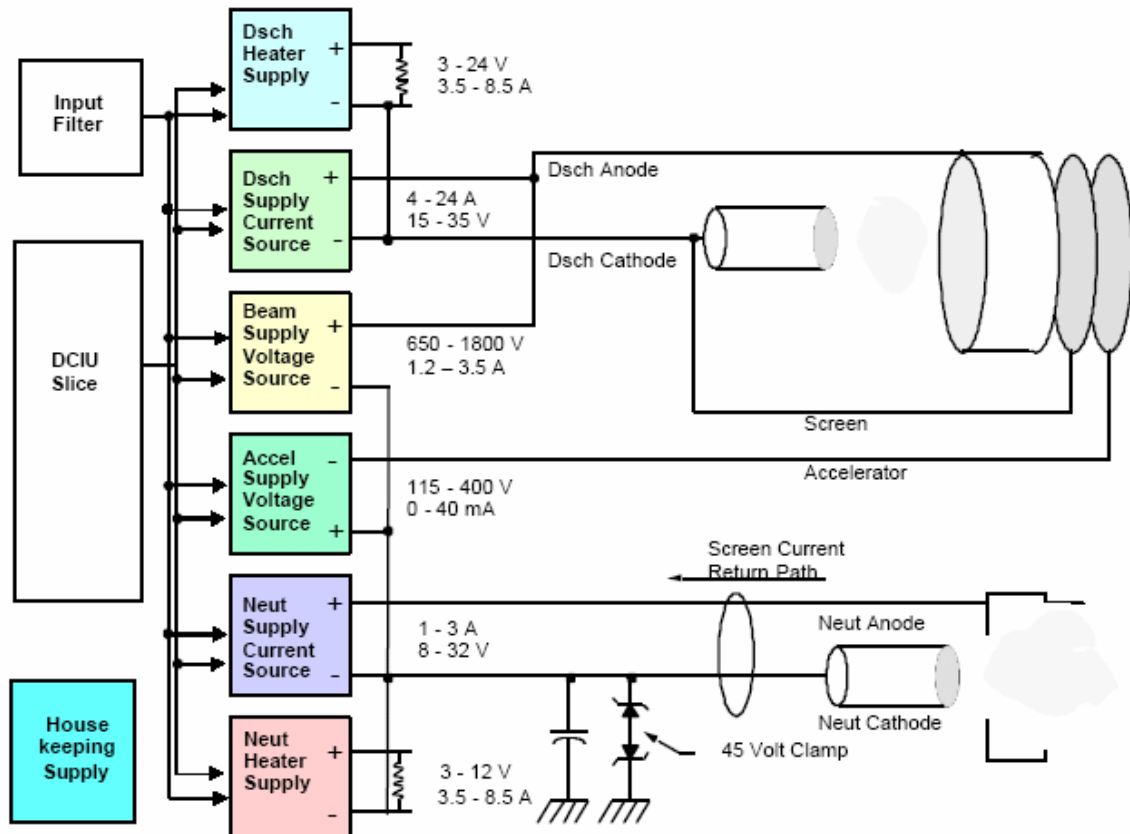 Input
Filter
DCIU
Slice
House
keeping
Supply
Dsch
Heater
Supply
+
-
3 - 24 V
3.5 - 8.5 A
Dsch
Supply
Current
Source
+
-
4 - 24 A
15 - 35 V
Dsch Anode
Dsch Cathode
Beam
Supply
Voltage
Source
+
-
650 - 1800 V
1.2 – 3.5 A
Screen
Accel
Supply
Voltage
Source
-
+
115 - 400 V
0 - 40 mA
Accelerator
Screen Current
Return Path
Neut
Supply
Current
Source
+
-
1 - 3 A
8 - 32 V
Neut Anode
Neut Cathode
45 Volt Clamp
Neut
Heater
Supply
+
-
3 - 12 V
3.5 - 8.5 A